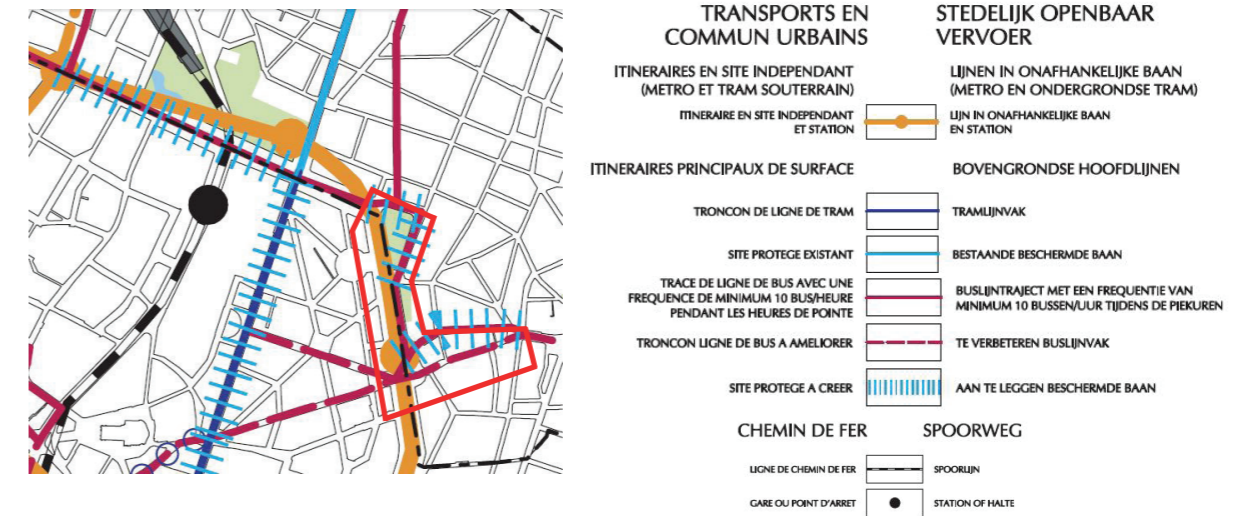 TRANSPORTS EN
COMMUN URBAINS
STEDELIJK OPENBAAR
VERVOER
ITINERAIRES EN SITE INDEPENDANT
(METRO ET TRAM SOUTERRAIN)
LIJNEN IN ONAFHANKELIJKE BAAN
(METRO EN ONDERGRONDSE TRAM)
ITINERAIRE EN SITE INDEPENDANT
ET STATION
LIJN IN ONAFHANKELIJKE BAAN
EN STATION
ITINERAIRES PRINCIPAUX DE SURFACE
BOVENGRONDSE HOOFDLIJNEN
TRONCON DE LIGNE DE TRAM
TRAMLIJNVAK
SITE PROTEGE EXISTANT
BESTAANDE BESCHERMDE BAAN
TRACE DE LIGNE DE BUS AVEC UNE
FREQUENCE DE MINIMUM 10 BUS/HEURE
PENDANT LES HEURES DE POINTE
BUSLIJNTRAJECT MET EEN FREQUENTIE VAN
MINIMUM 10 BUSSEN/UUR TIJDENS DE PIEKUREN
TRONCON LIGNE DE BUS A AMELIORER
TE VERBETEREN BUSLIJNVAK
SITE PROTEGE A CREER
AAN TE LEGGEN BESCHERMDE BAAN
CHEMIN DE FER
SPOORWEG
LIGNE DE CHEMIN DE FER
SPOORLIJN
GARE OU POINT D'ARRET
STATION OF HALTE